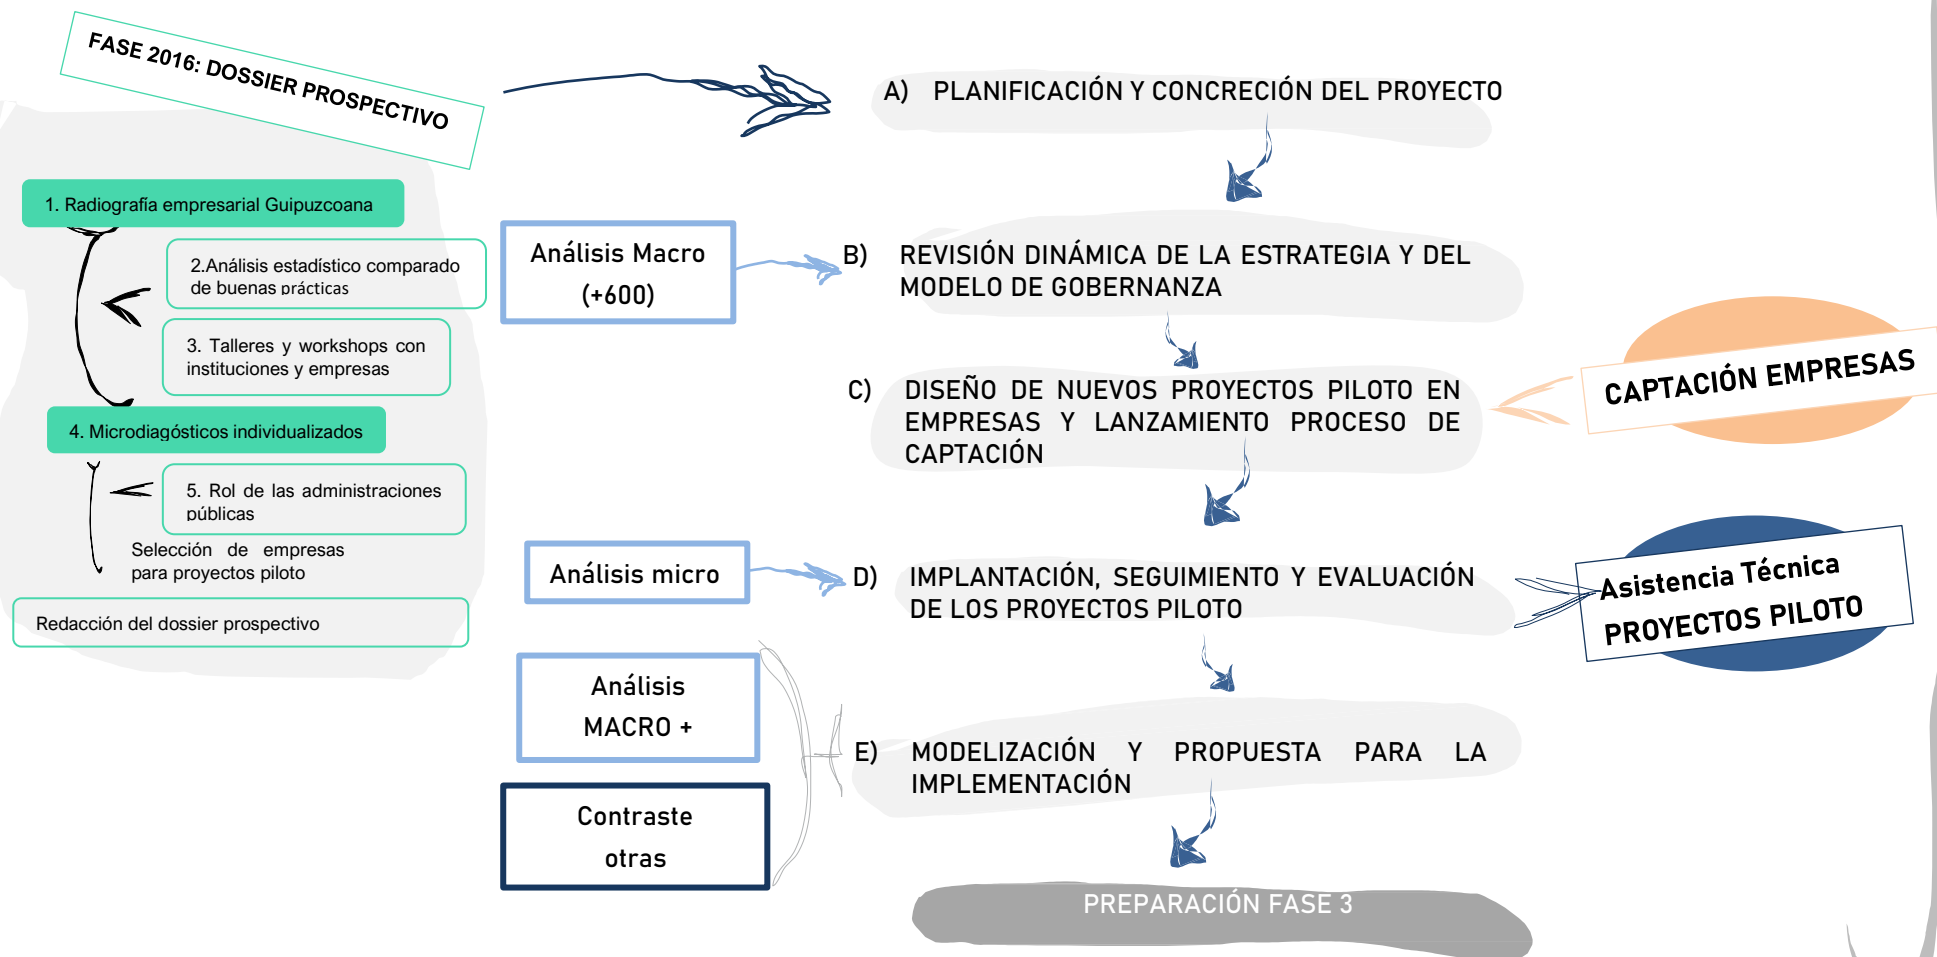 FASE 2016: DOSSIER PROSPECTIVO
1. Radiografía empresarial Guipuzcoana
2.Análisis estadístico comparado
de buenas prácticas
3. Talleres y workshops con
instituciones y empresas
4. Microdiagósticos individualizados
5. Rol de las administraciones
públicas
Selección de empresas
para proyectos piloto
Redacción del dossier prospectivo
Análisis Macro
(+600)
Análisis micro
Análisis
MACRO +
Contraste
otras
A) PLANIFICACIÓN Y CONCRECIÓN DEL PROYECTO
B) REVISIÓN DINÁMICA DE LA ESTRATEGIA Y DEL
MODELO DE GOBERNANZA
C) DISEÑO DE NUEVOS PROYECTOS PILOTO EN
EMPRESAS Y LANZAMIENTO PROCESO DE
CAPTACIÓN
D) IMPLANTACIÓN, SEGUIMIENTO Y EVALUACIÓN
DE LOS PROYECTOS PILOTO
E) MODELIZACIÓN Y PROPUESTA PARA LA
IMPLEMENTACIÓN
PREPARACIÓN FASE 3
CAPTACIÓN EMPRESAS
Asistencia Técnica
PROYECTOS PILOTO